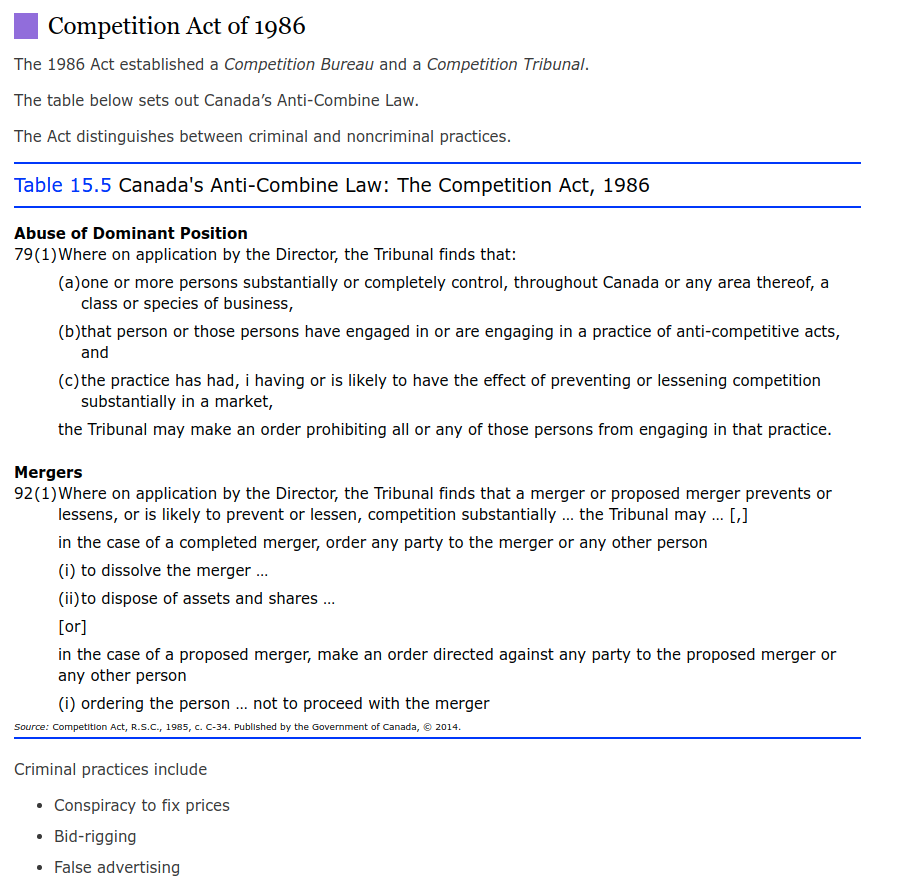 Competition Act of 1986
The 1986 Act established a Competition Bureau and a Competition Tribunal.
The table below sets out Canada’s Anti-Combine Law.
The Act distinguishes between criminal and noncriminal practices.
Table 15.5 Canada's Anti-Combine Law: The Competition Act, 1986
Abuse of Dominant Position
79(1)Where on application by the Director, the Tribunal finds that:
(a)one or more persons substantially or completely control, throughout Canada or any area thereof, a
class or species of business,
(b)that person or those persons have engaged in or are engaging in a practice of anti-competitive acts,
and
(c)the practice has had, i having or is likely to have the effect of preventing or lessening competition
substantially in a market,
the Tribunal may make an order prohibiting all or any of those persons from engaging in that practice.
Mergers
92(1)Where on application by the Director, the Tribunal finds that a merger or proposed merger prevents or
lessens, or is likely to prevent or lessen, competition substantially … the Tribunal may … [,]
in the case of a completed merger, order any party to the merger or any other person
(i) to dissolve the merger …
(ii)to dispose of assets and shares …
[or]
in the case of a proposed merger, make an order directed against any party to the proposed merger or
any other person
(i) ordering the person … not to proceed with the merger
Source: Competition Act, R.S.C., 1985, c. C-34. Published by the Government of Canada, © 2014.
Criminal practices include
• Conspiracy to fix prices
• Bid-rigging
• False advertising